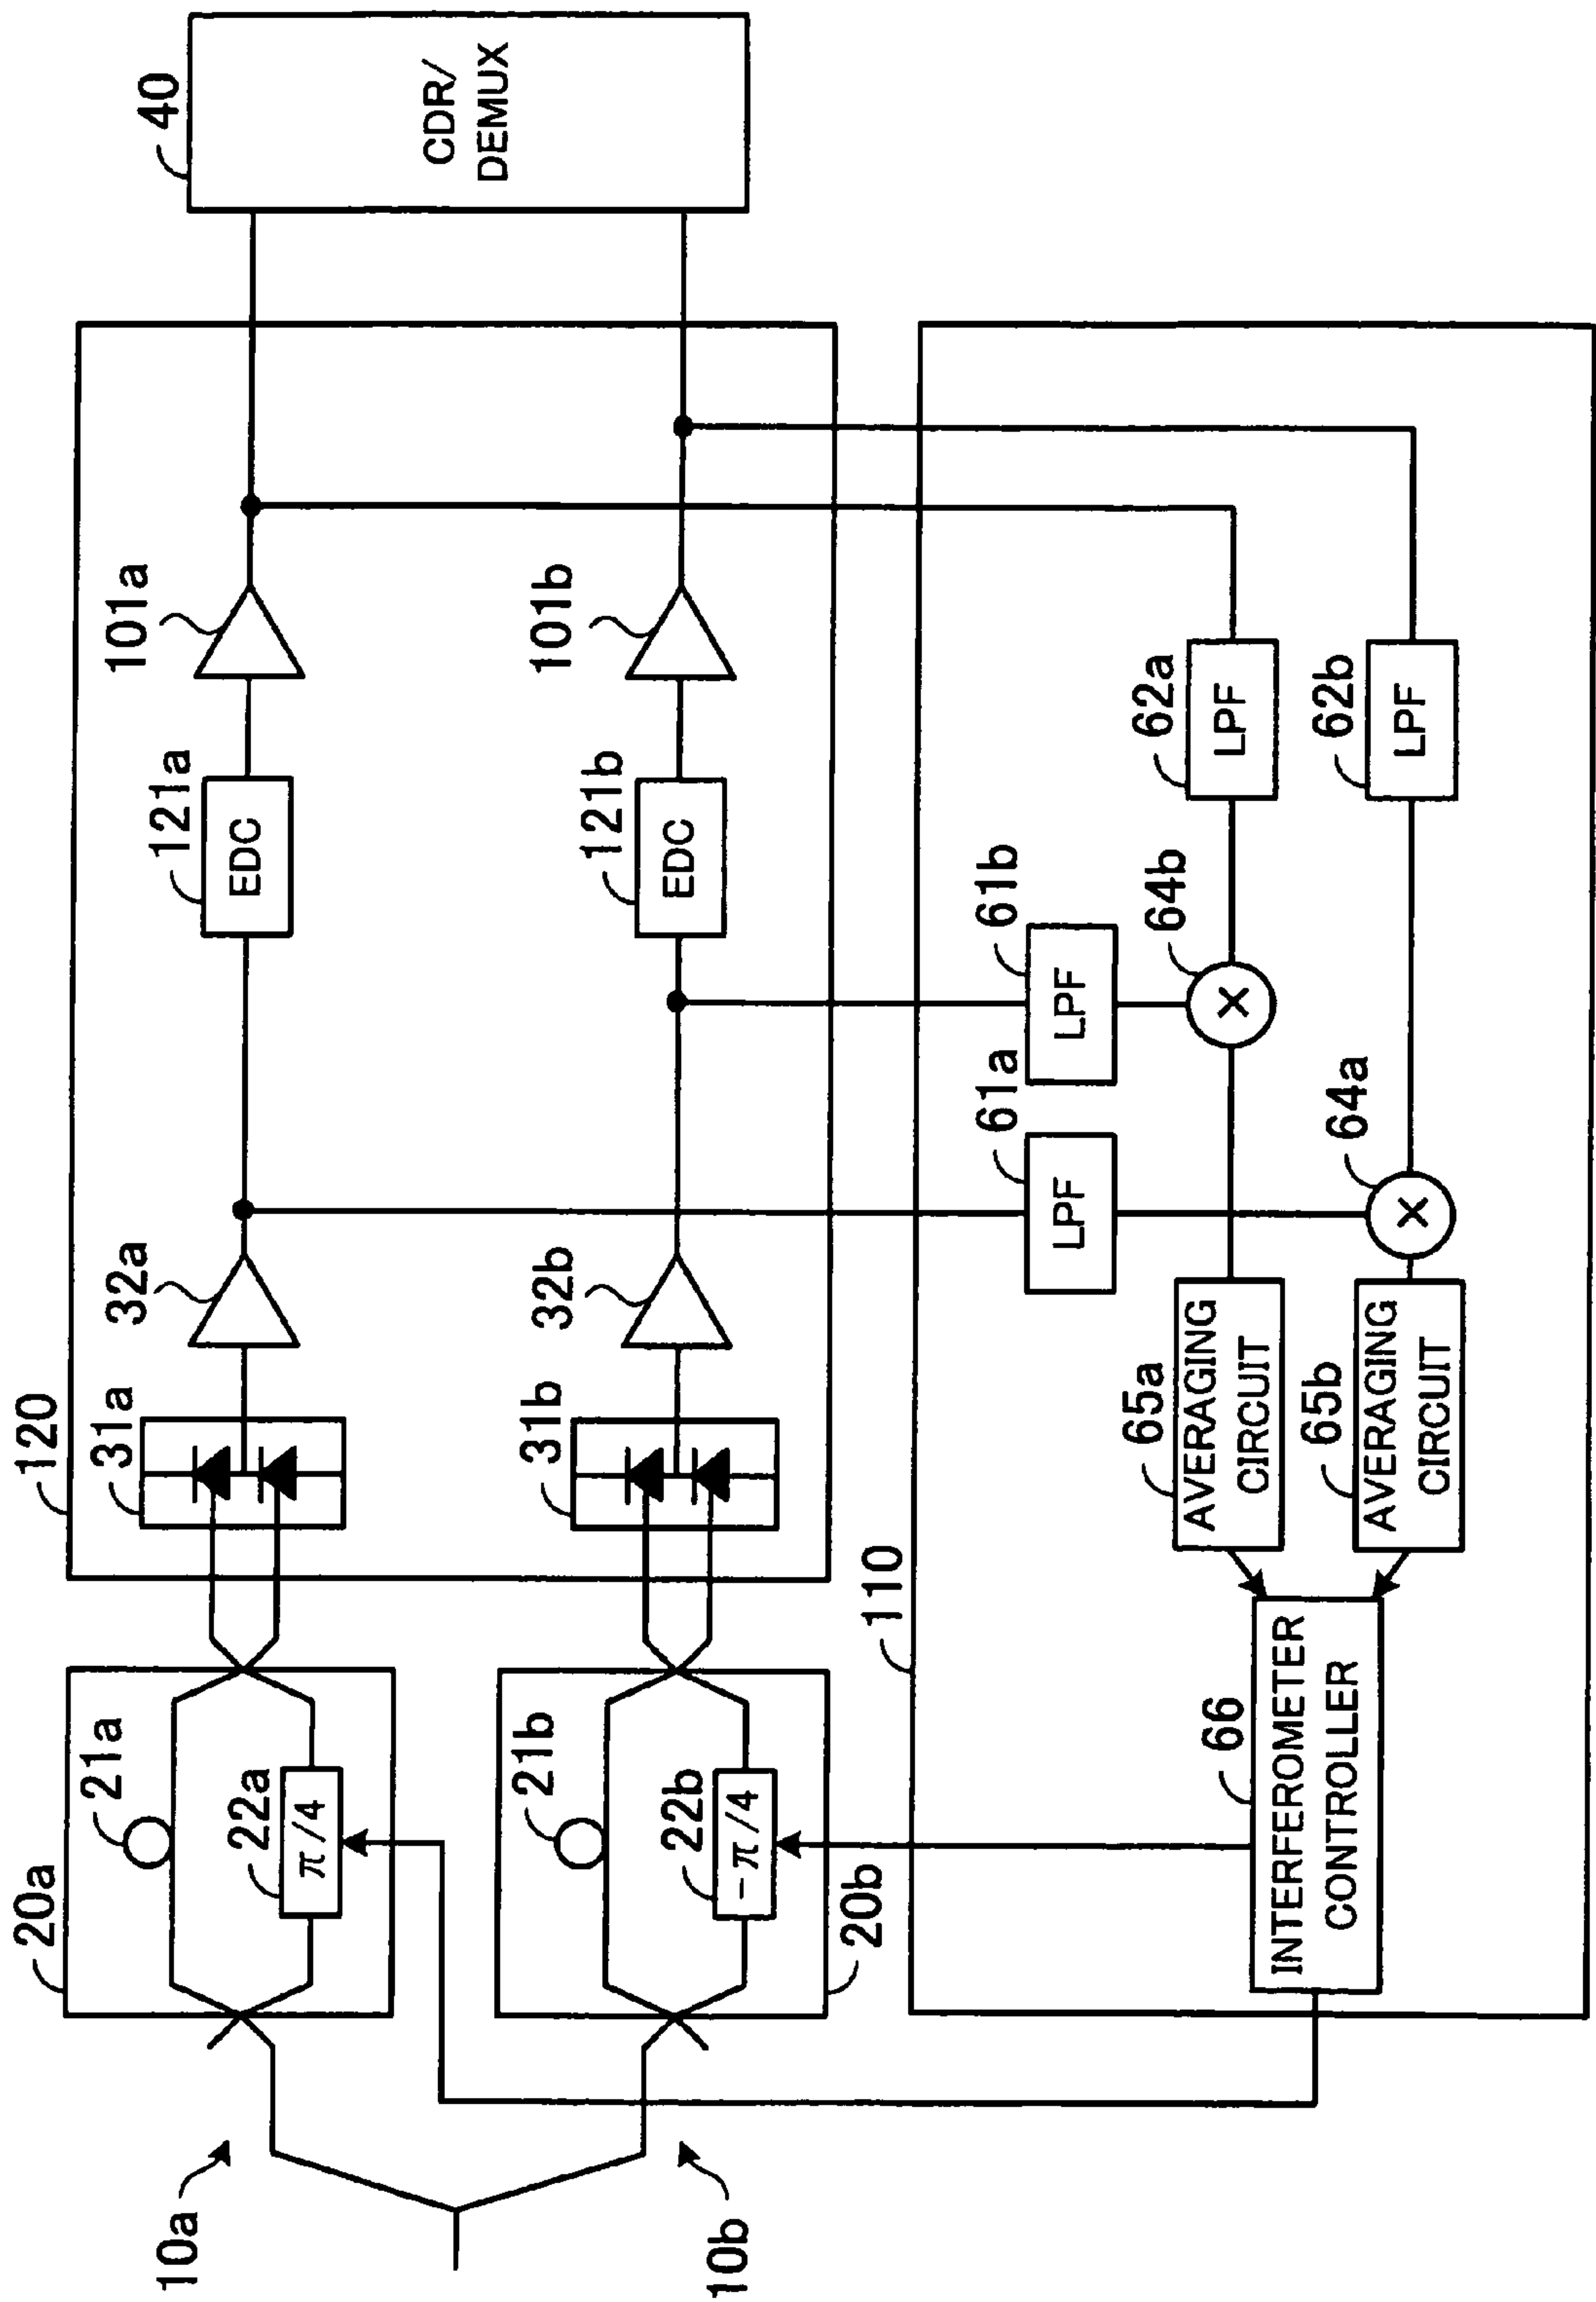 10a
10b
20a
21a
22a
π/4
20b
21b
22b
-π/4
120
31a
32a
121a
EDC
101a
31b
32b
121b
EDC
101b
40
CDR/
DEMUX
110
66
INTERFEROMETER
CONTROLLER
65a
AVERAGING
CIRCUIT
65b
AVERAGING
CIRCUIT
61a
LPF
61b
LPF
64a
×
64b
×
62a
LPF
62b
LPF